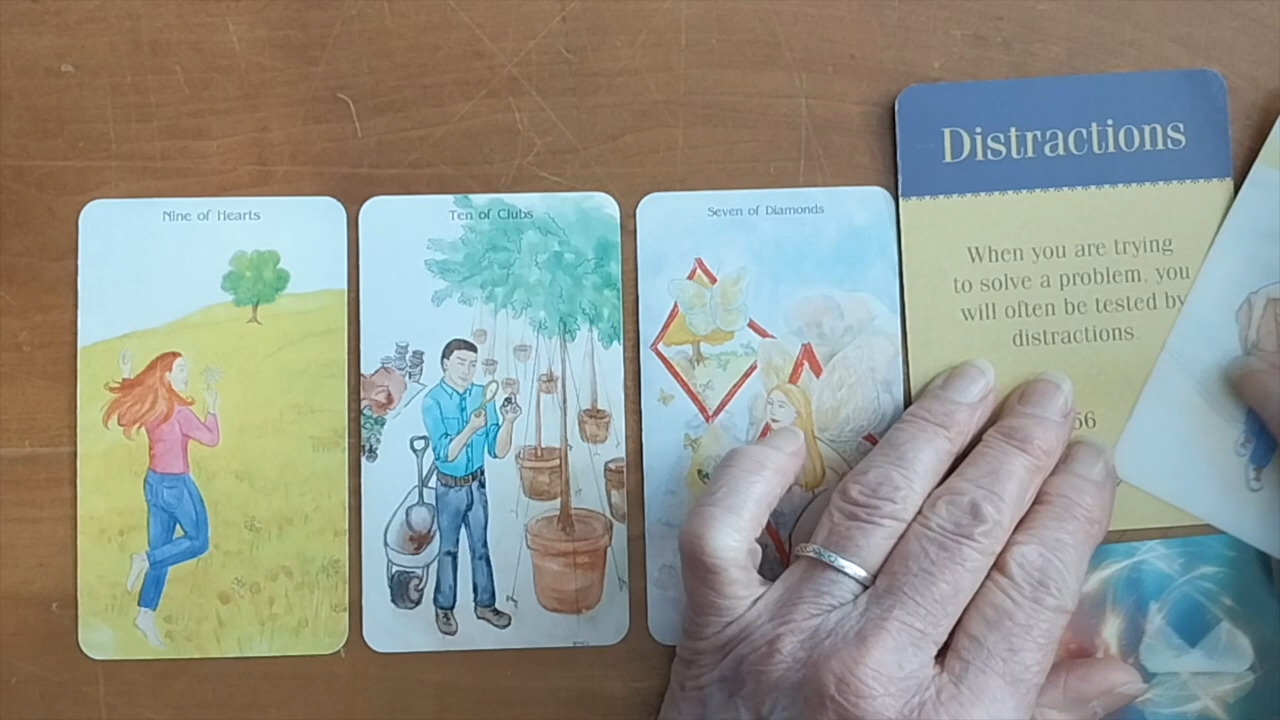 Nine of Hearts
Ten of Clubs
Seven of Diamonds
Distractions
When you are trying
to solve a problem, you
will often be tested by
distractions.